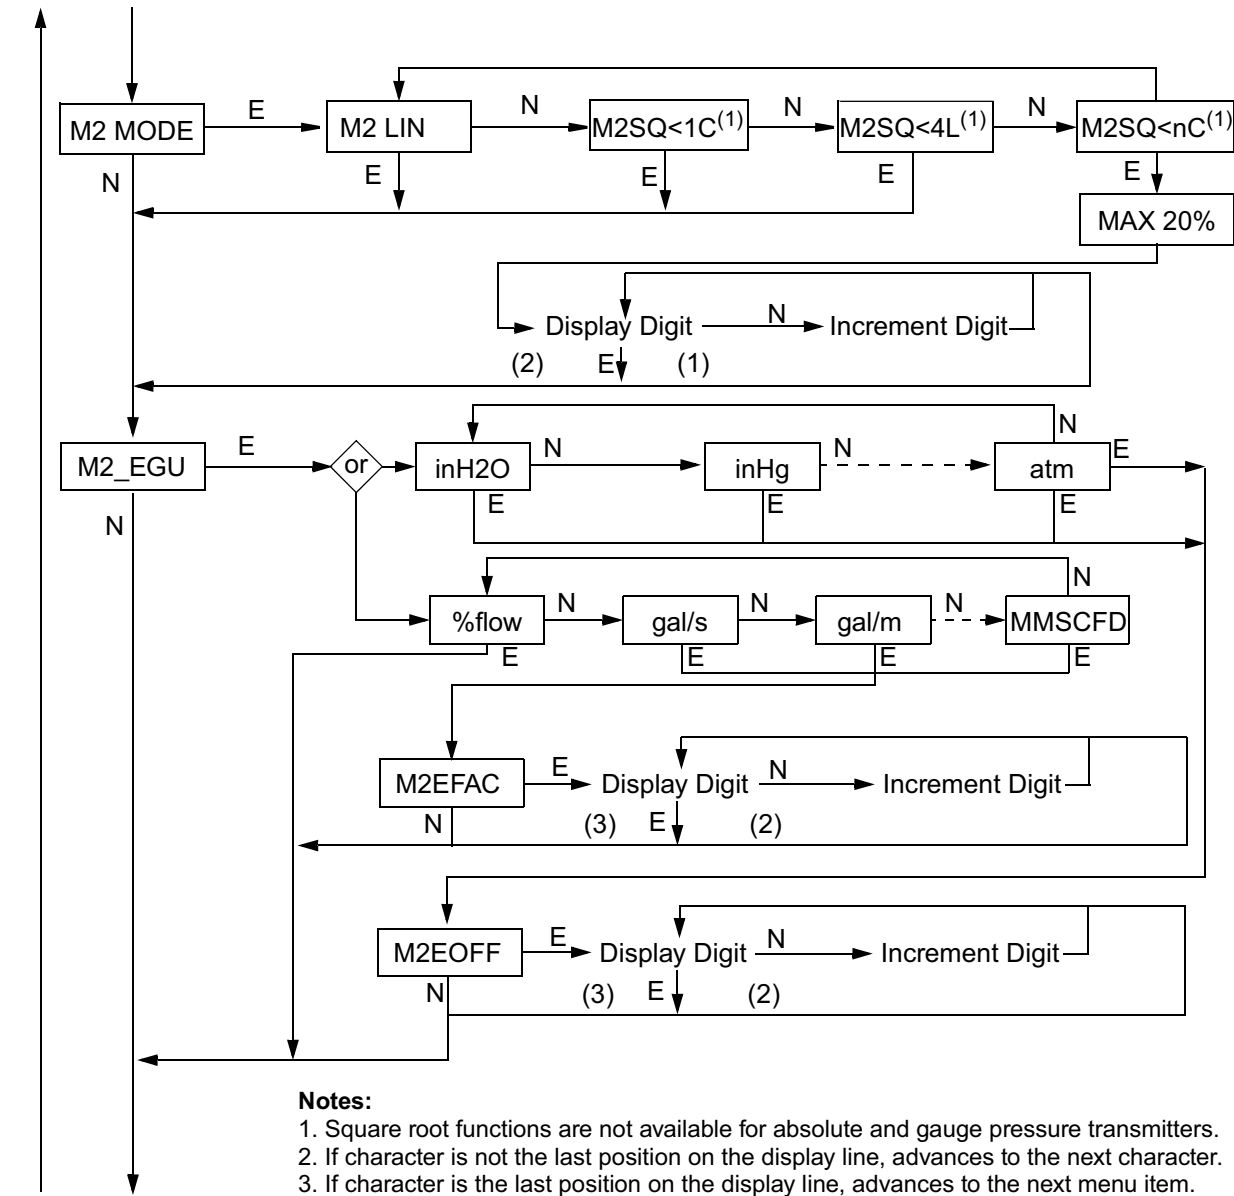 E N N N
M2 MODE M2 LIN M2SQ<1C(1) M2SQ<4L(1) M2SQ<nC(1)
N E E E E
MAX 20%
Display Digit N Increment Digit
(2) E (1)
N
M2_EGU E or inH2O N inHg N atm E
N E E E
N
%flow N gal/s N gal/m N MMSCFD
E E E E
M2EFAC E Display Digit N Increment Digit
N (3) E (2)
M2EOFF E Display Digit N Increment Digit
N (3) E (2)
Notes:
1. Square root functions are not available for absolute and gauge pressure transmitters.
2. If character is not the last position on the display line, advances to the next character.
3. If character is the last position on the display line, advances to the next menu item.